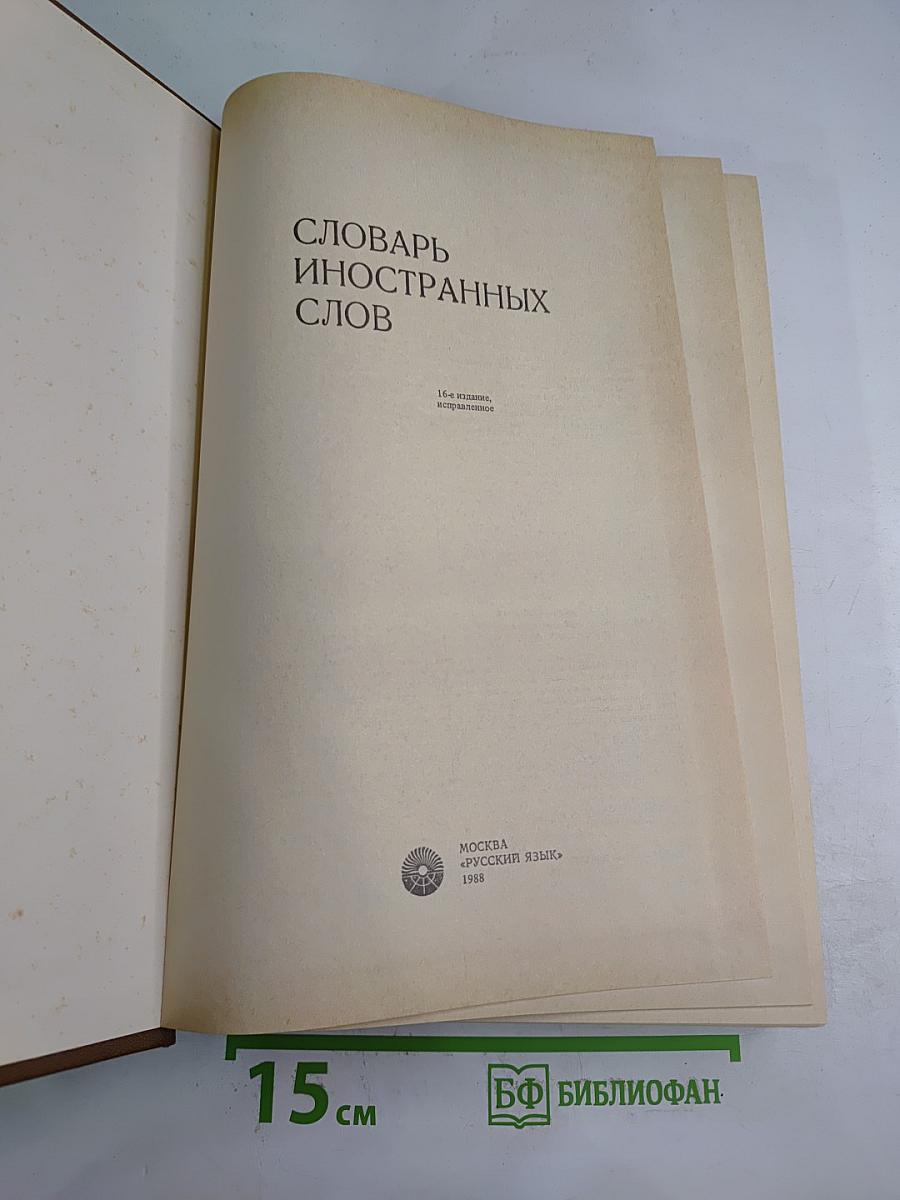 СЛОВАРЬ
ИНОСТРАННЫХ
СЛОВ
16-е издание,
исправленное
МОСКВА
«РУССКИЙ ЯЗЫК»
1988
15 см
БФ БИБЛИОФАН